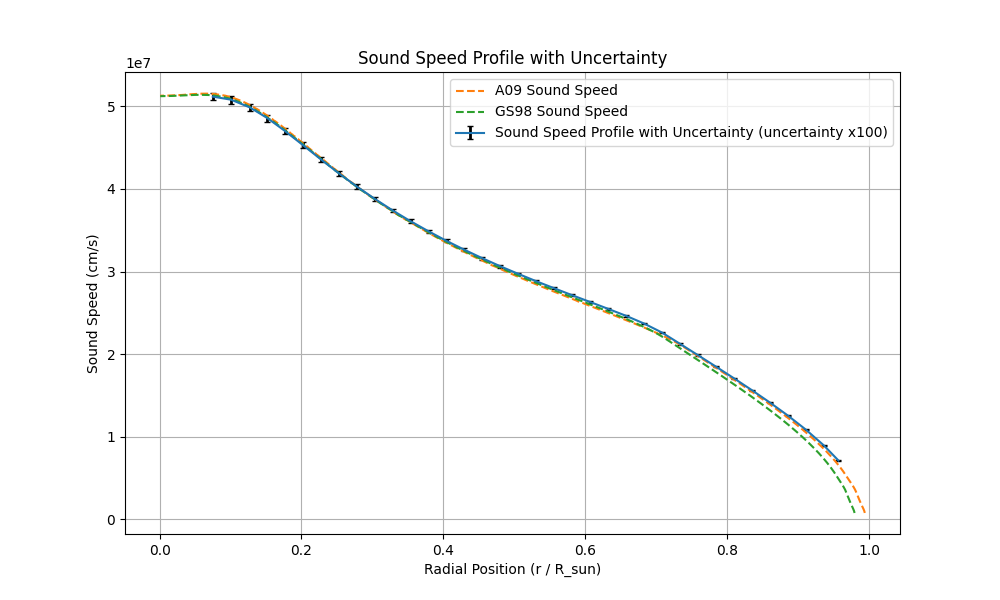 Sound Speed Profile with Uncertainty
1e7
A09 Sound Speed
GS98 Sound Speed
Sound Speed Profile with Uncertainty (uncertainty x100)
5
4
3
2
1
0
Sound Speed (cm/s)
0.0 0.2 0.4 0.6 0.8 1.0
Radial Position (r / R_sun)